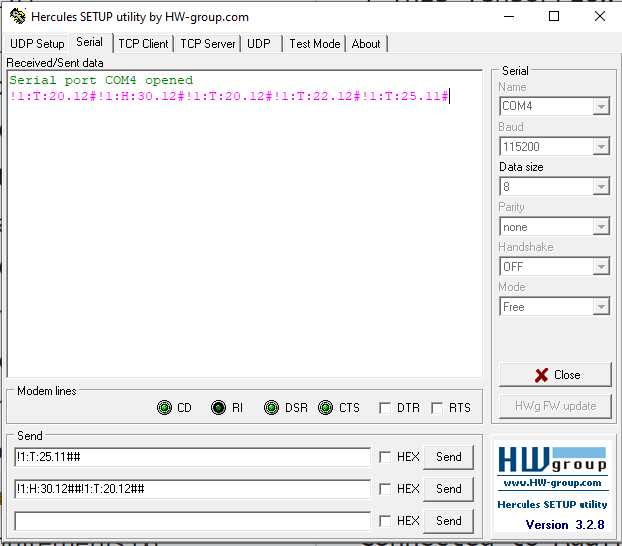 Hercules SETUP utility by HW-group.com
UDP Setup Serial TCP Client TCP Server UDP Test Mode About
Received/Sent data
Serial port COM4 opened
!1:T:20.12#!1:H:30.12#!1:T:20.12#!1:T:22.12#!1:T:25.11#
Serial
Name
COM4
Baud
115200
Data size
8
Parity
none
Handshake
OFF
Mode
Free
Close
HWg FW update
Modem lines
CD RI DSR CTS DTR RTS
Send
!1:T:25.11## HEX Send
!1:H:30.12##!1:T:20.12## HEX Send
HEX Send
HW group
www.HW-group.com
Hercules SETUP utility
Version 3.2.8